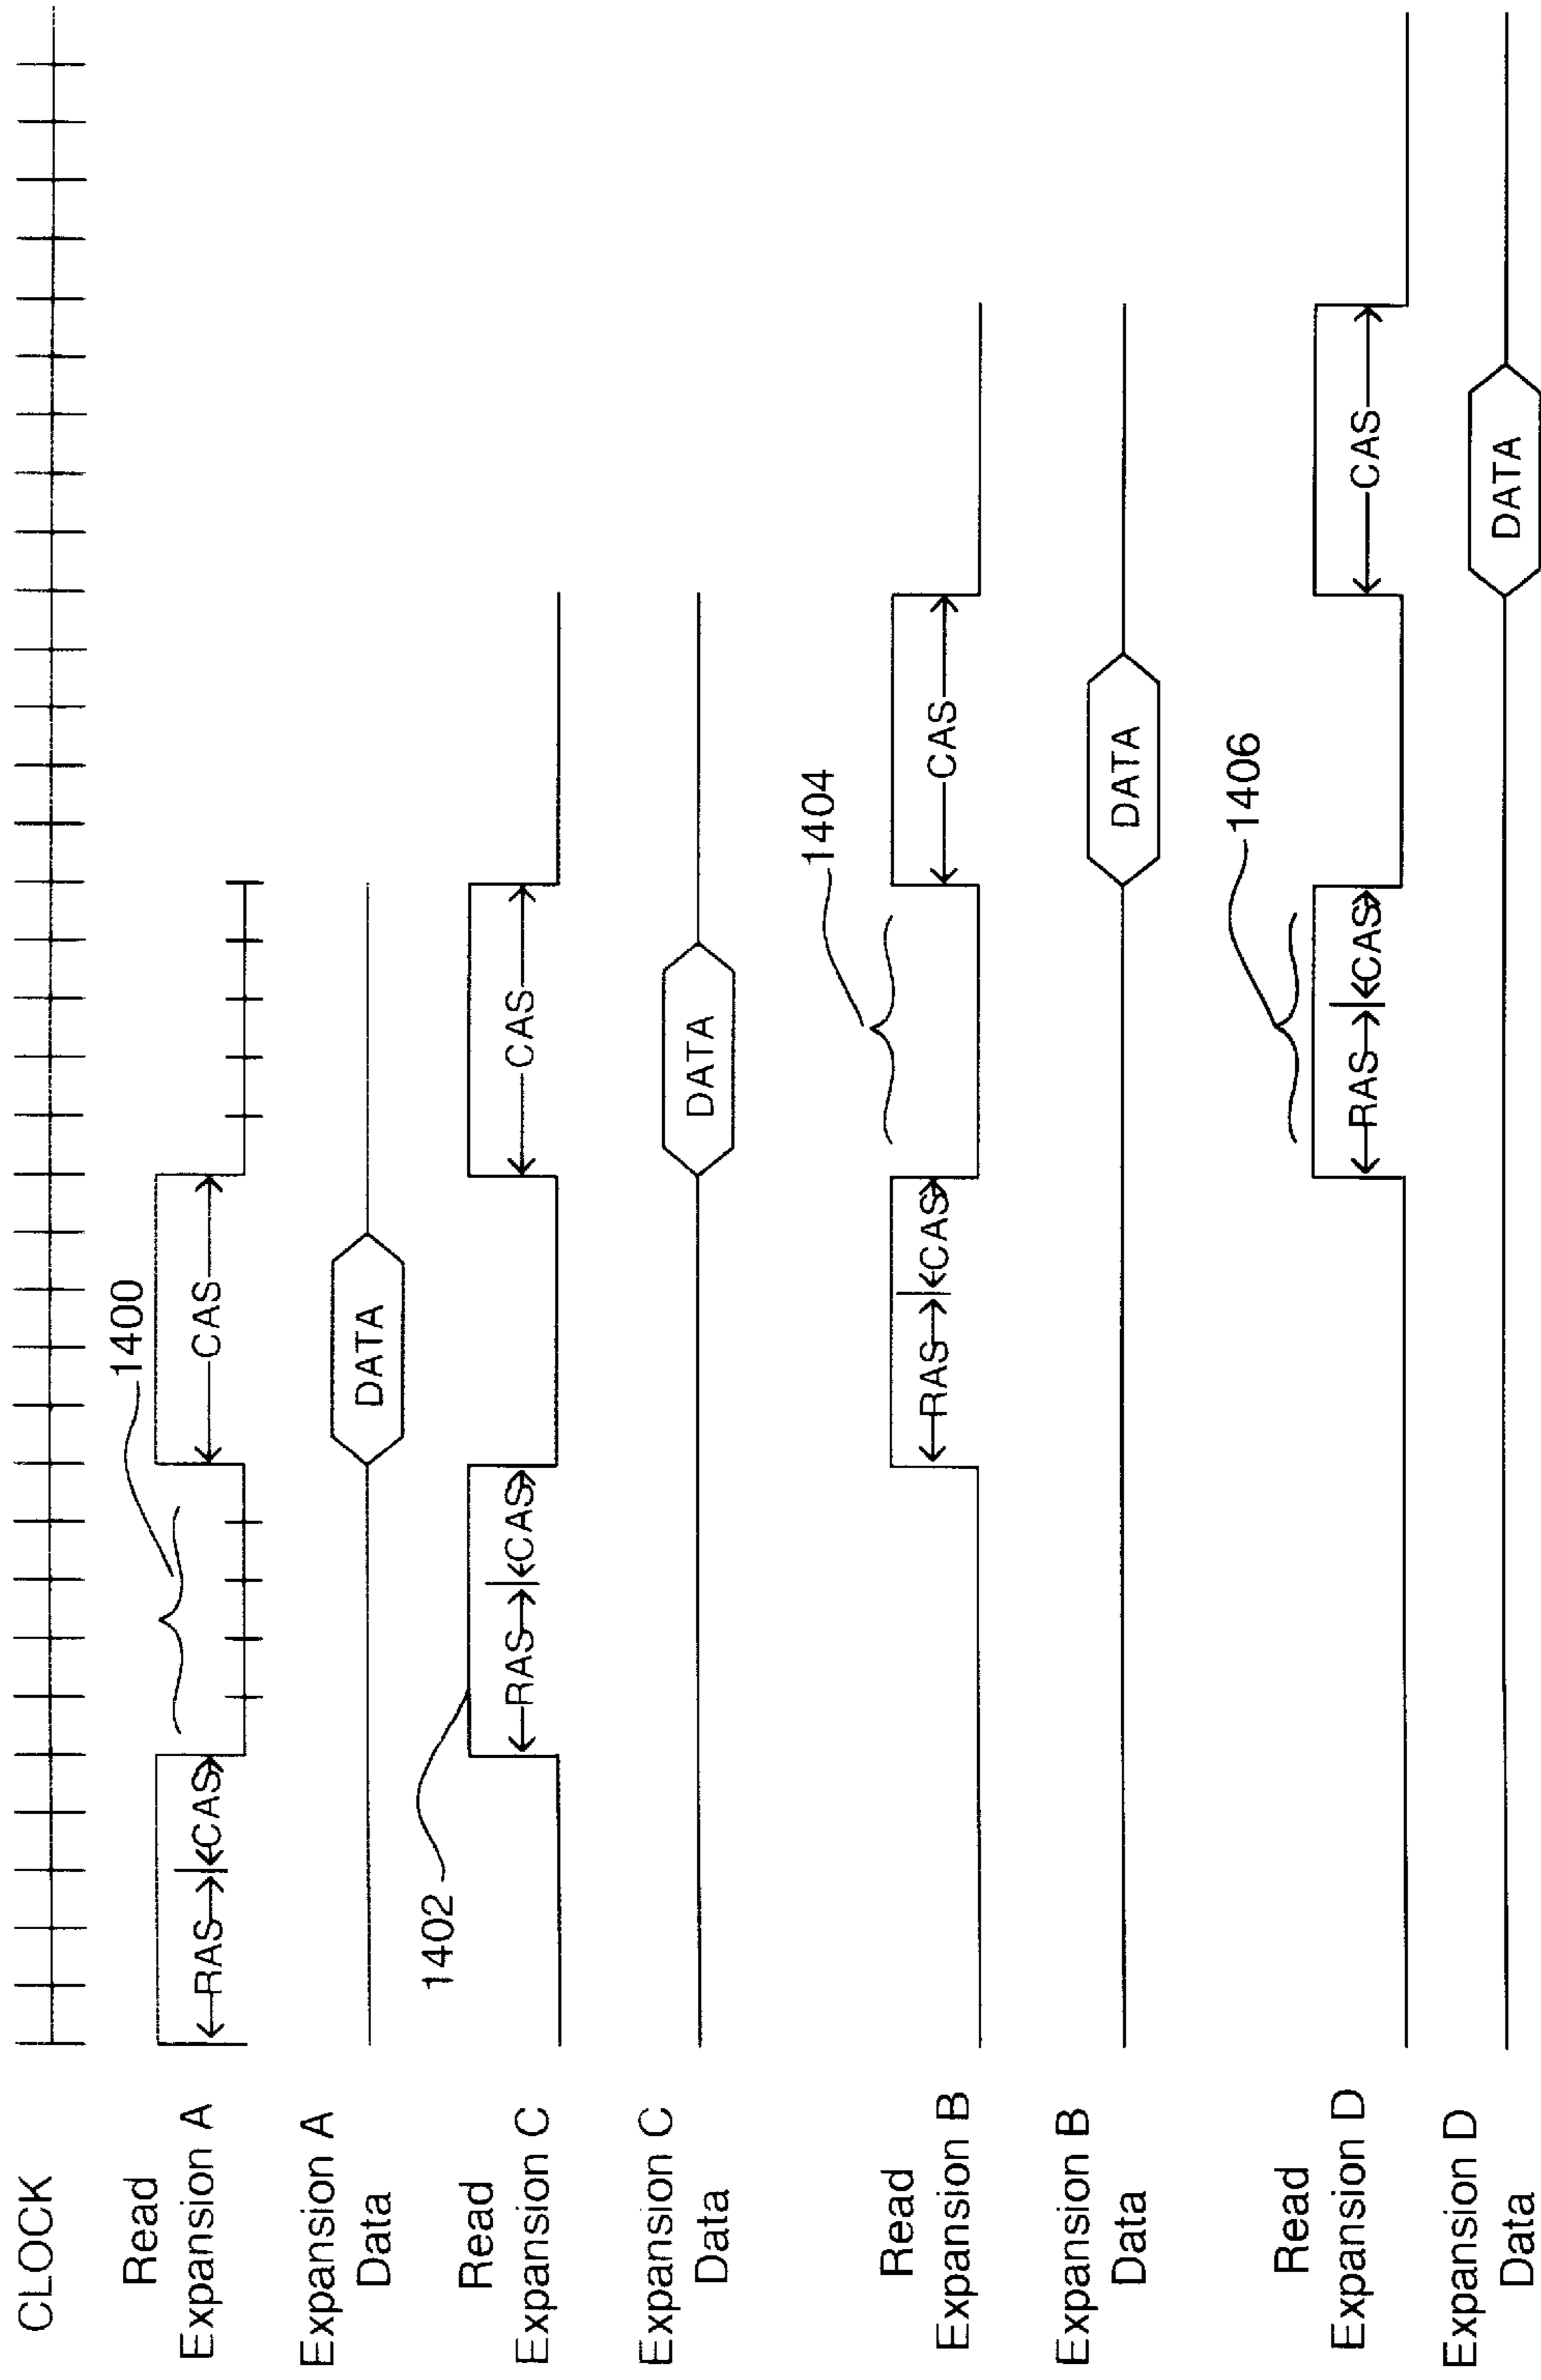 CLOCK
Read
Expansion A
RAS
CAS
1400
CAS
Expansion A
Data
DATA
Read
Expansion C
1402
RAS
CAS
CAS
Expansion C
Data
DATA
Read
Expansion B
RAS
CAS
1404
CAS
Expansion B
Data
DATA
Read
Expansion D
RAS
CAS
1406
CAS
Expansion D
Data
DATA